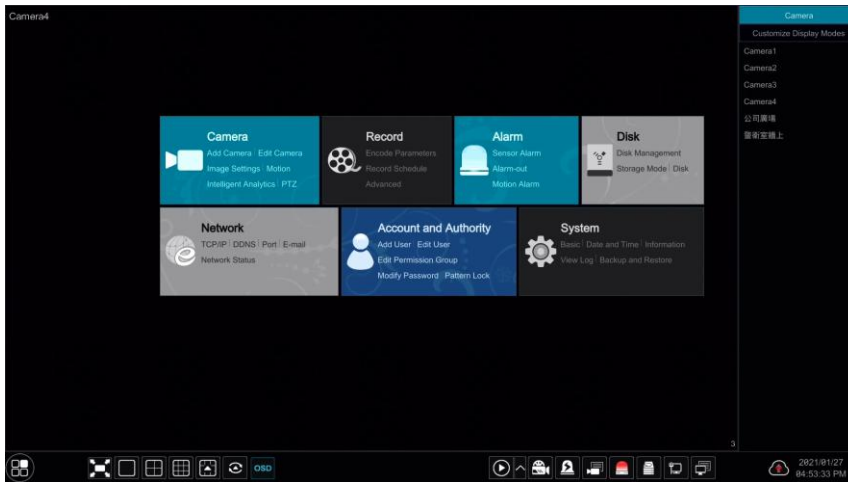 Camera4
Camera
Customize Display Modes
Camera1
Camera2
Camera3
Camera4
公司廣場
警衛室牆上
Camera
Add Camera | Edit Camera
Image Settings | Motion
Intelligent Analytics | PTZ
Record
Encode Parameters
Record Schedule
Advanced
Alarm
Sensor Alarm
Alarm-out
Motion Alarm
Disk
Disk Management
Storage Mode | Disk
Network
TCP/IP | DDNS | Port | E-mail
Network Status
Account and Authority
Add User | Edit User
Edit Permission Group
Modify Password | Pattern Lock
System
Basic | Date and Time | Information
View Log | Backup and Restore
3
OSD
2021/01/27
04:53:33 PM